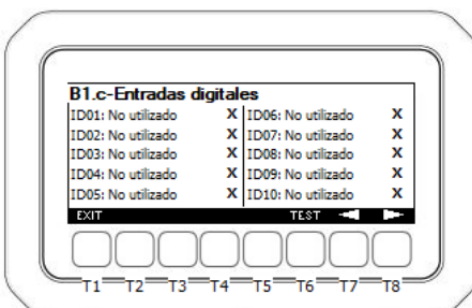 B1.c-Entradas digitales
ID01: No utilizado X ID06: No utilizado X
ID02: No utilizado X ID07: No utilizado X
ID03: No utilizado X ID08: No utilizado X
ID04: No utilizado X ID09: No utilizado X
ID05: No utilizado X ID10: No utilizado X
EXIT TEST
T1 T2 T3 T4 T5 T6 T7 T8